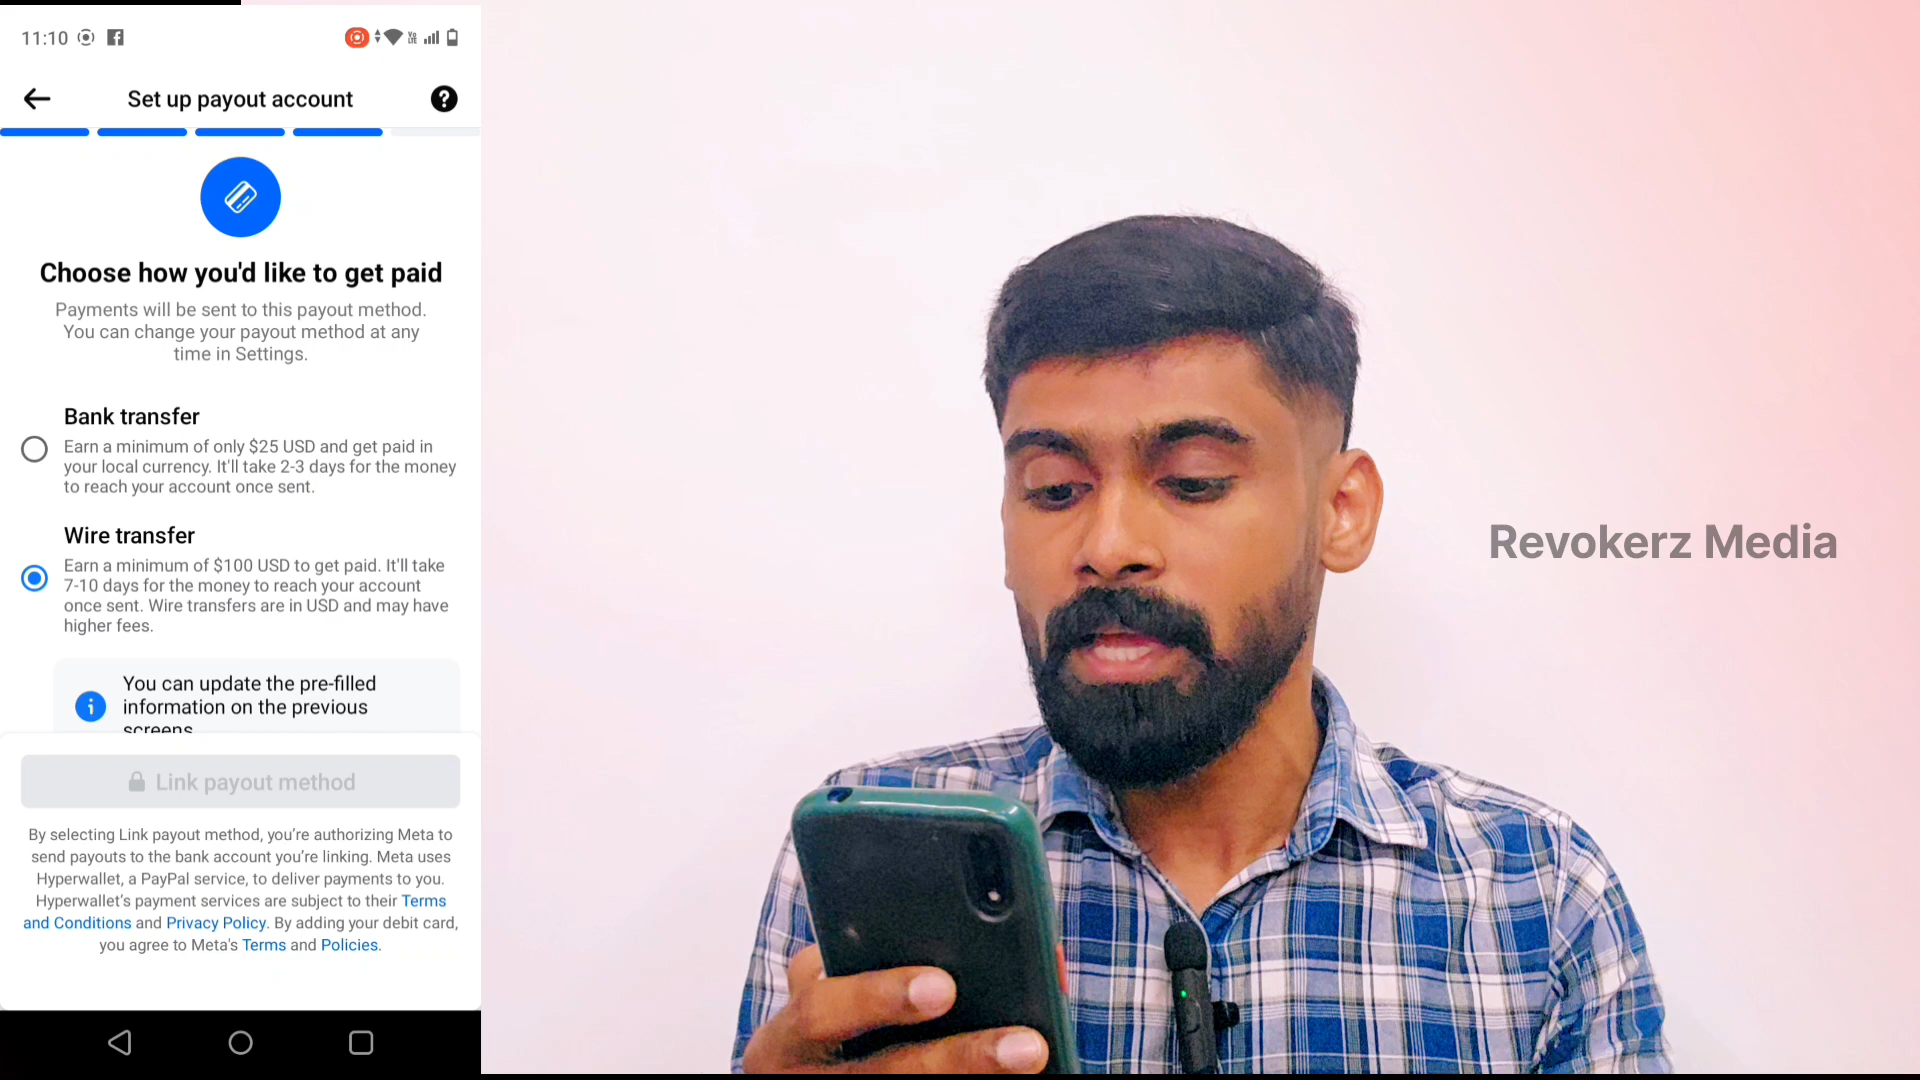 11:10
Set up payout account
Choose how you'd like to get paid
Payments will be sent to this payout method.
You can change your payout method at any
time in Settings.
Bank transfer
Earn a minimum of only $25 USD and get paid in
your local currency. It'll take 2-3 days for the money
to reach your account once sent.
Wire transfer
Earn a minimum of $100 USD to get paid. It'll take
7-10 days for the money to reach your account
once sent. Wire transfers are in USD and may have
higher fees.
You can update the pre-filled
information on the previous
screens
Link payout method
By selecting Link payout method, you're authorizing Meta to
send payouts to the bank account you're linking. Meta uses
Hyperwallet, a PayPal service, to deliver payments to you.
Hyperwallet's payment services are subject to their Terms
and Conditions and Privacy Policy. By adding your debit card,
you agree to Meta's Terms and Policies.
Revokerz Media